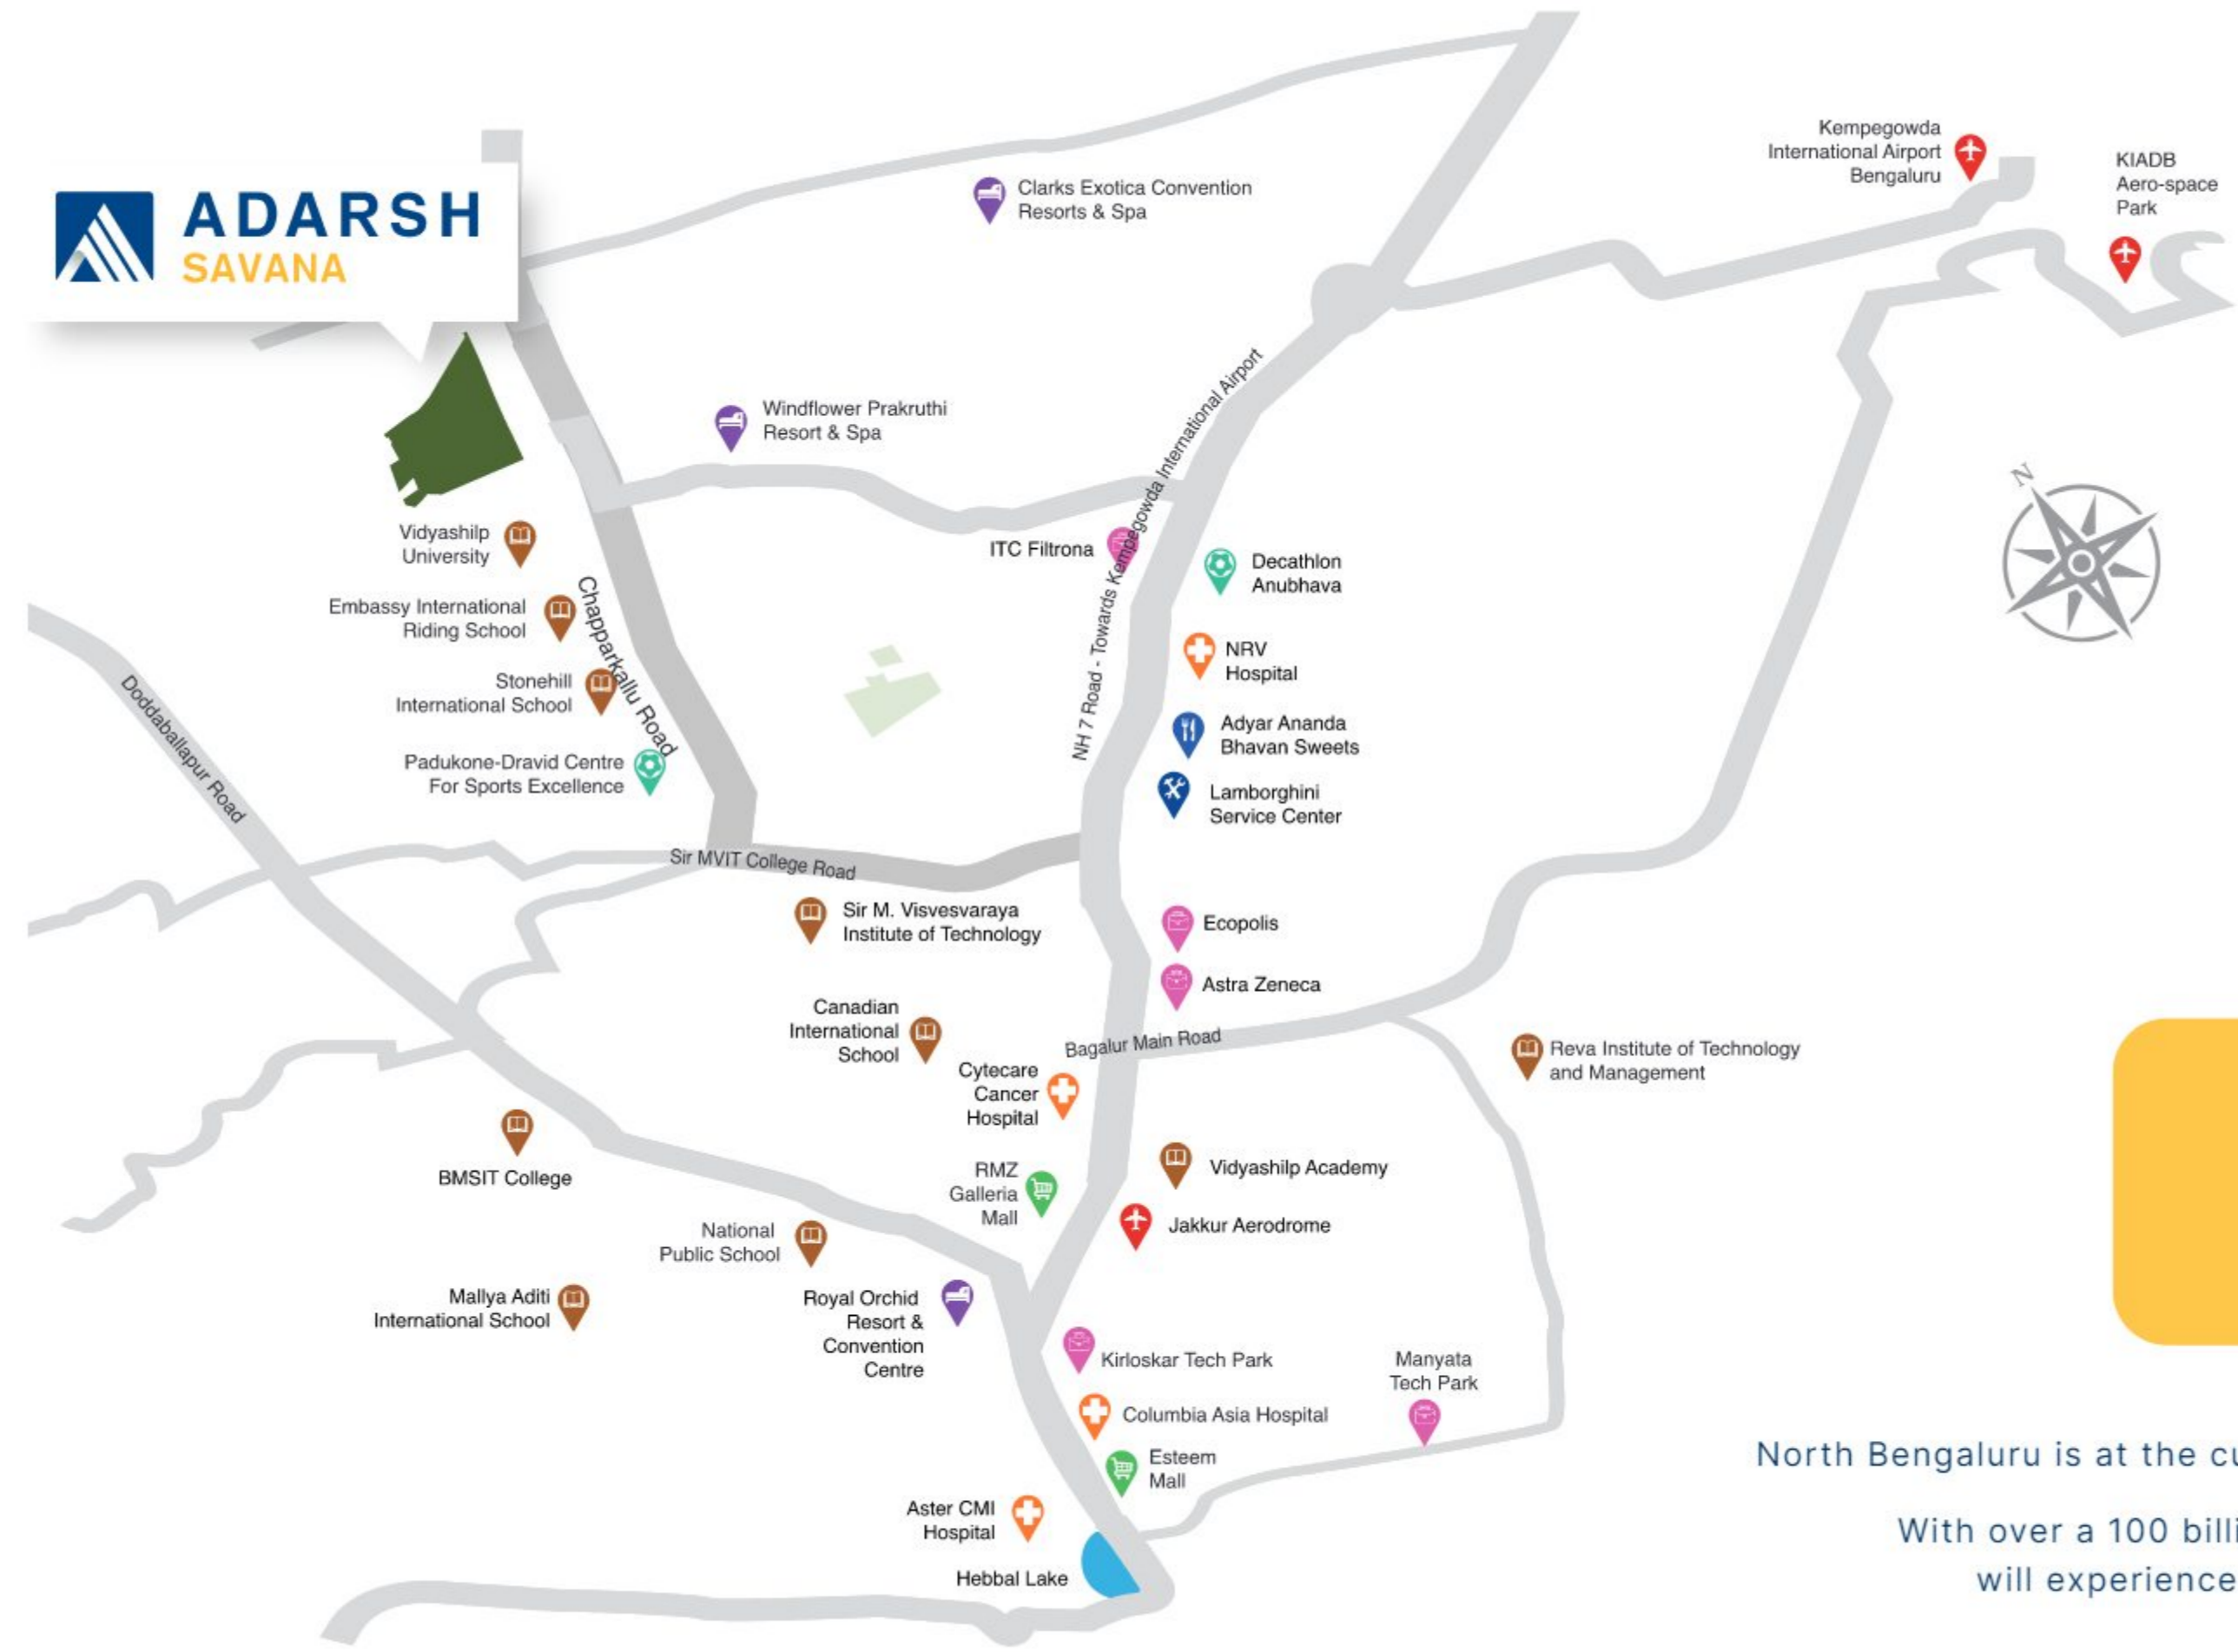 ADARSH
SAVANA
Clarks Exotica Convention
Resorts & Spa
Kempegowda
International Airport
Bengaluru
KIADB
Aero-space
Park
Windflower Prakruthi
Resort & Spa
NH 7 Road - Towards Kempegowda International Airport
N
Vidyashilp
University
ITC Filtrona
Decathlon
Anubhava
Embassy International
Riding School
Chapparkallu Road
NRV
Hospital
Stonehill
International School
Doddaballapur Road
Adyar Ananda
Bhavan Sweets
Padukone-Dravid Centre
For Sports Excellence
Lamborghini
Service Center
Sir MVIT College Road
Sir M. Visvesvaraya
Institute of Technology
Ecopolis
Astra Zeneca
Canadian
International
School
Bagalur Main Road
Reva Institute of Technology
and Management
Cytecare
Cancer
Hospital
BMSIT College
RMZ
Galleria
Mall
Vidyashilp Academy
Jakkur Aerodrome
National
Public School
Mallya Aditi
International School
Royal Orchid
Resort &
Convention
Centre
Kirloskar Tech Park
Manyata
Tech Park
Columbia Asia Hospital
Esteem
Mall
Aster CMI
Hospital
Hebbal Lake
North Bengaluru is at the
With over a 100
will experience